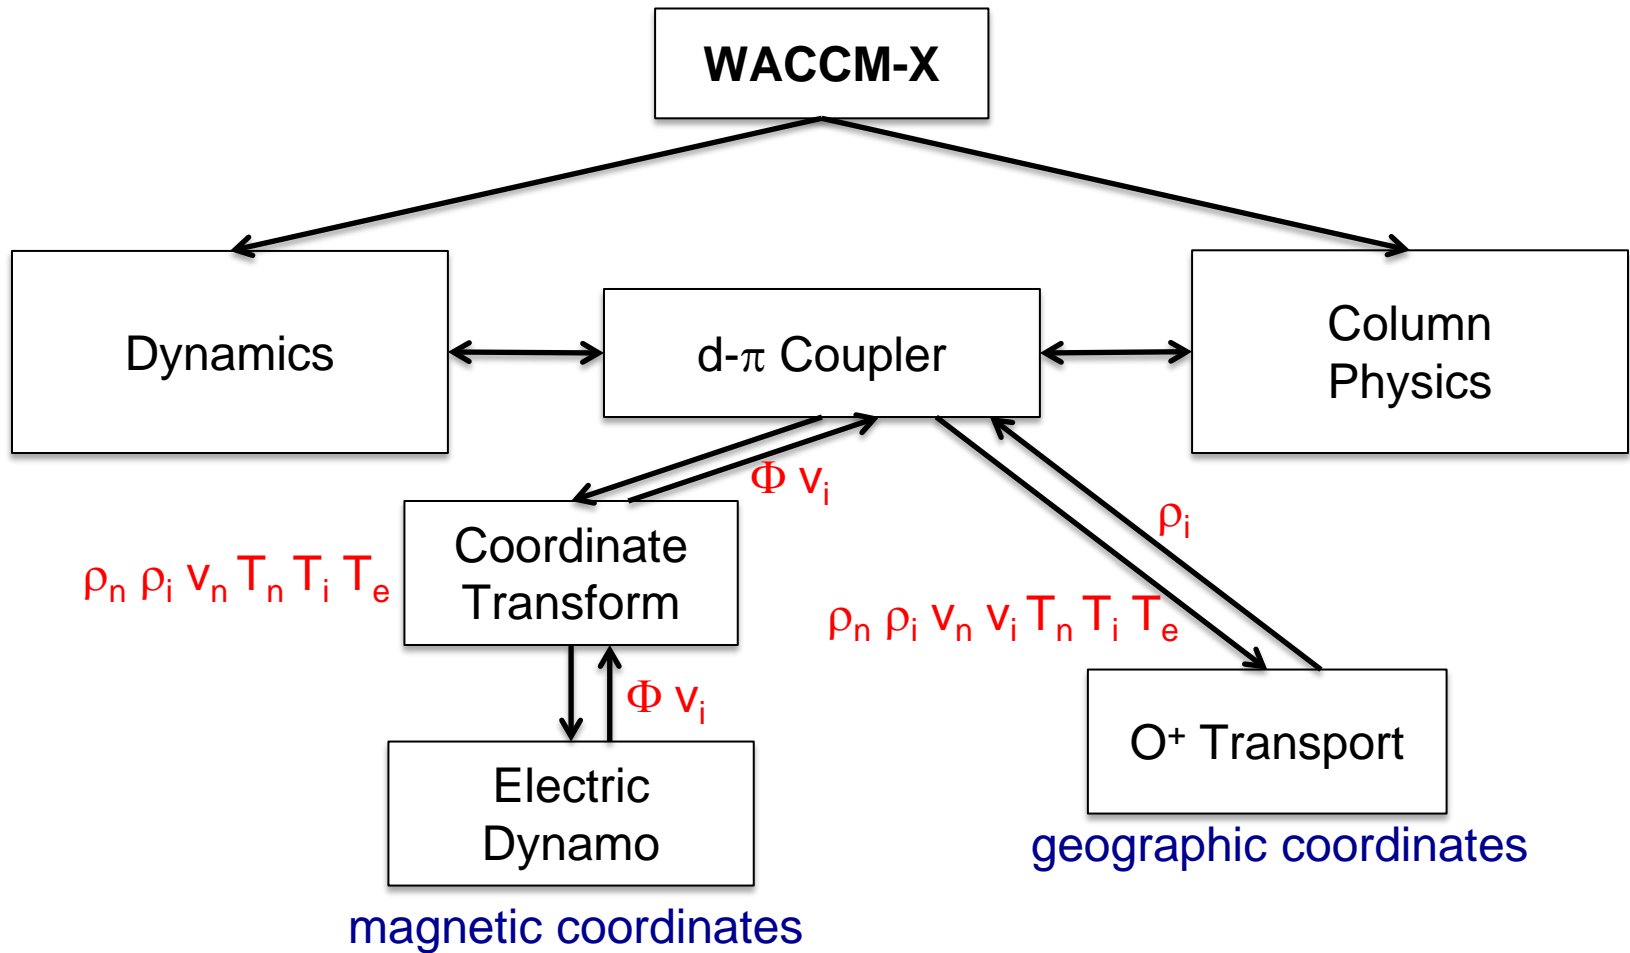 WACCM-X
Dynamics
d-π Coupler
Column
Physics
Φ vᵢ
ρᵢ
Coordinate
Transform
ρₙ ρᵢ vₙ Tₙ Tᵢ Tₑ
ρₙ ρᵢ vₙ vᵢ Tₙ Tᵢ Tₑ
Φ vᵢ
O⁺ Transport
Electric
Dynamo
geographic coordinates
magnetic coordinates